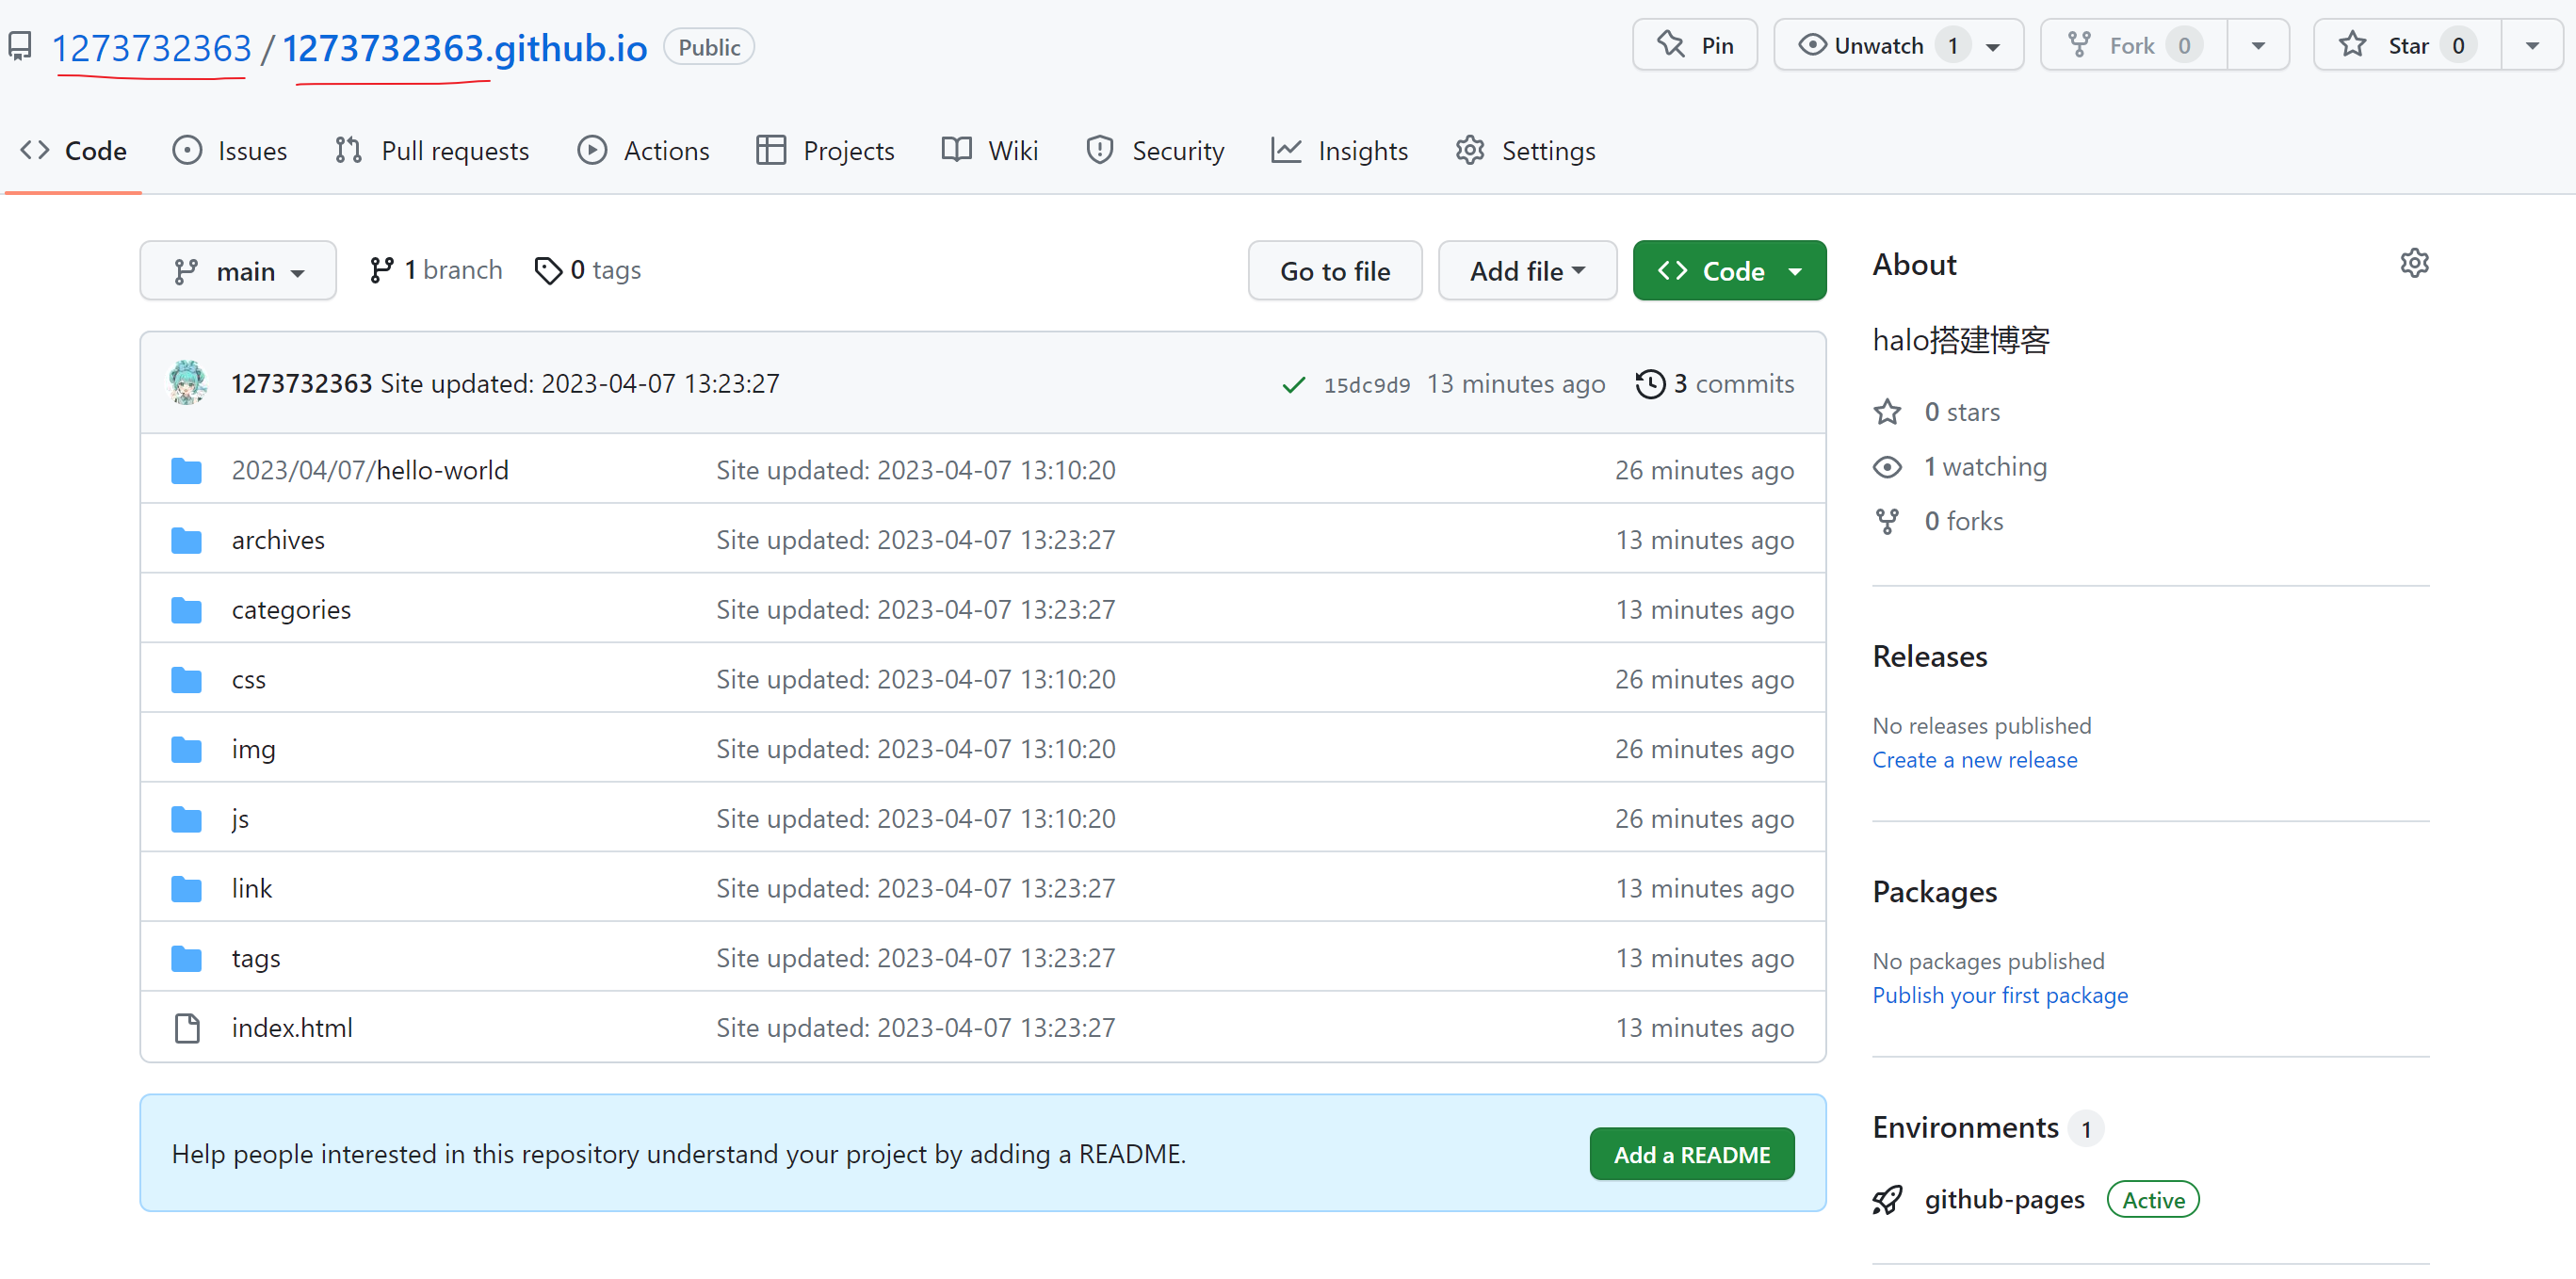 1273732363 / 1273732363.github.io Public Pin Unwatch 1 Fork 0 Star 0
Code Issues Pull requests Actions Projects Wiki Security Insights Settings
main 1 branch 0 tags Go to file Add file Code
1273732363 Site updated: 2023-04-07 13:23:27 15dc9d9 13 minutes ago 3 commits
2023/04/07/hello-world Site updated: 2023-04-07 13:10:20 26 minutes ago
archives Site updated: 2023-04-07 13:23:27 13 minutes ago
categories Site updated: 2023-04-07 13:23:27 13 minutes ago
css Site updated: 2023-04-07 13:10:20 26 minutes ago
img Site updated: 2023-04-07 13:10:20 26 minutes ago
js Site updated: 2023-04-07 13:10:20 26 minutes ago
link Site updated: 2023-04-07 13:23:27 13 minutes ago
tags Site updated: 2023-04-07 13:23:27 13 minutes ago
index.html Site updated: 2023-04-07 13:23:27 13 minutes ago
Help people interested in this repository understand your project by adding a README. Add a README
About
halo搭建博客
0 stars
1 watching
0 forks
Releases
No releases published
Create a new release
Packages
No packages published
Publish your first package
Environments 1
github-pages Active